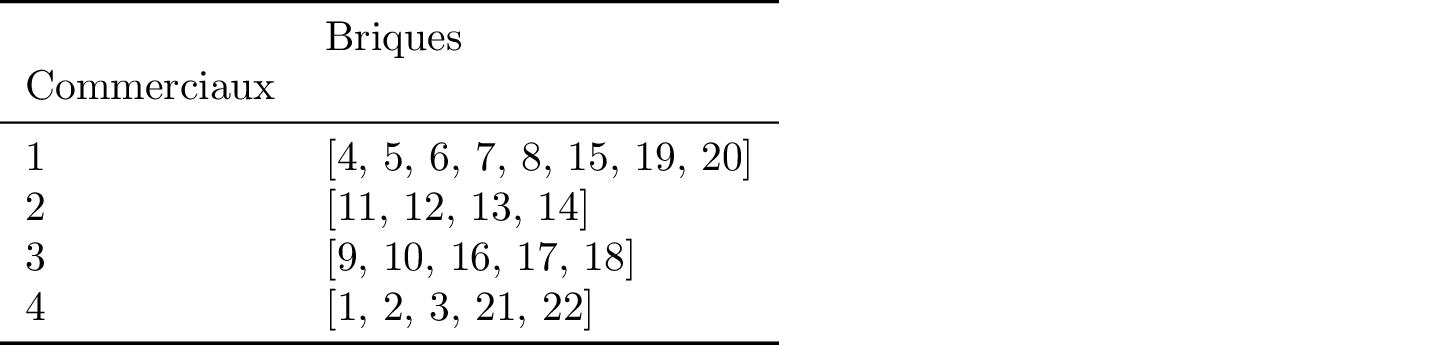 Briques
Commerciaux
1 [4, 5, 6, 7, 8, 15, 19, 20]
2 [11, 12, 13, 14]
3 [9, 10, 16, 17, 18]
4 [1, 2, 3, 21, 22]